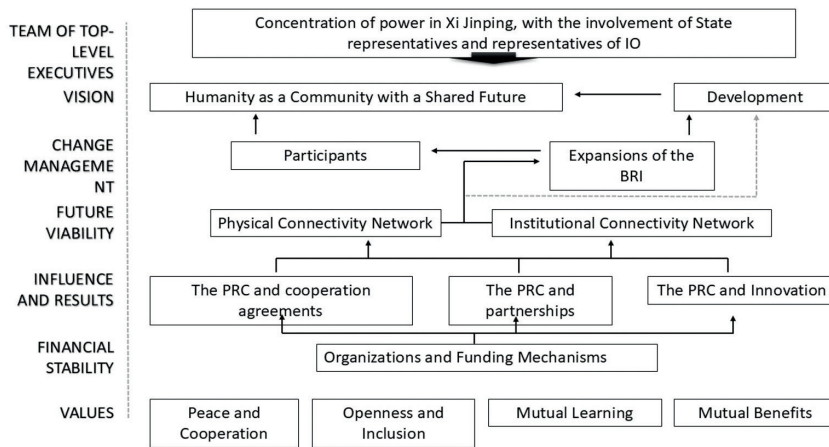 TEAM OF TOP-
LEVEL
EXECUTIVES
Concentration of power in Xi Jinping, with the involvement of State
representatives and representatives of IO
VISION
Humanity as a Community with a Shared Future
Development
CHANGE
MANAGEME
NT
Participants
Expansions of the
BRI
FUTURE
VIABILITY
Physical Connectivity Network
Institutional Connectivity Network
INFLUENCE
AND RESULTS
The PRC and cooperation
agreements
The PRC and
partnerships
The PRC and Innovation
FINANCIAL
STABILITY
Organizations and Funding Mechanisms
VALUES
Peace and
Cooperation
Openness and
Inclusion
Mutual Learning
Mutual Benefits